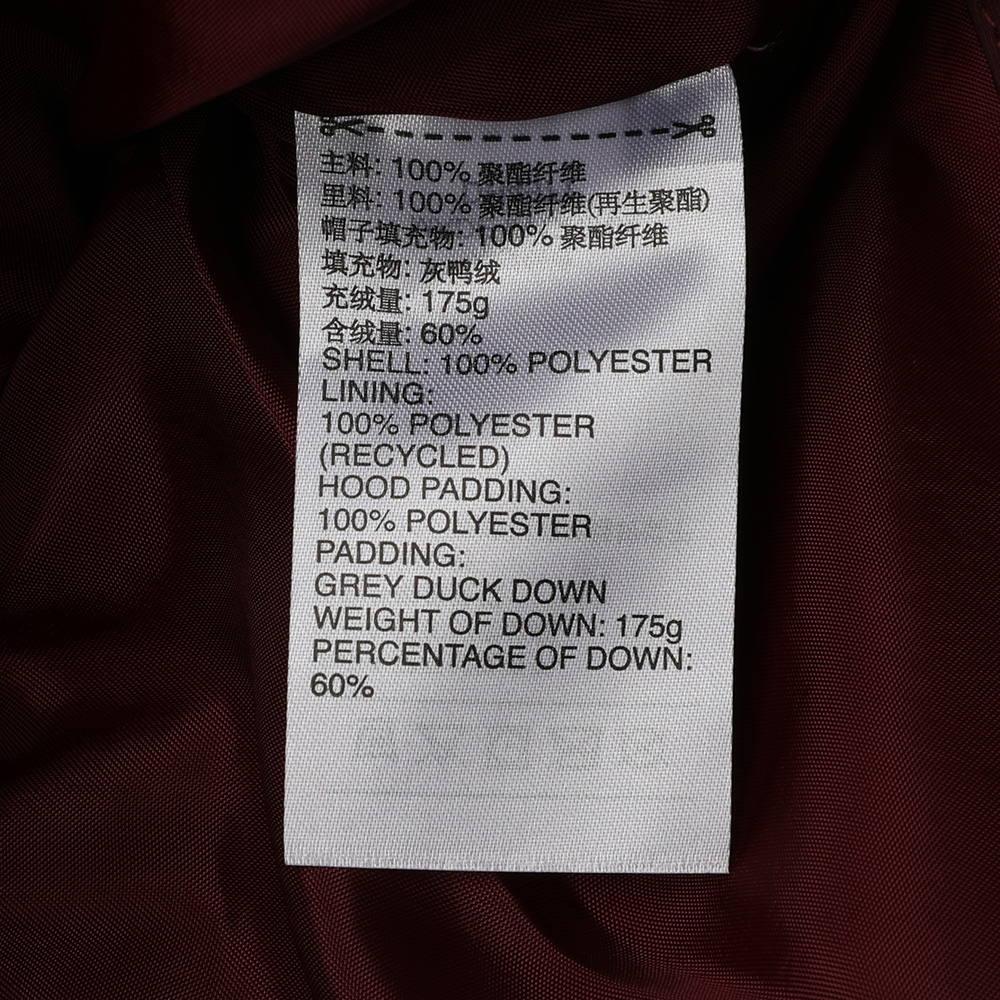 主料: 100% 聚酯纤维
里料: 100% 聚酯纤维(再生聚酯)
帽子填充物: 100% 聚酯纤维
填充物: 灰鸭绒
充绒量: 175g
含绒量: 60%
SHELL: 100% POLYESTER
LINING:
100% POLYESTER
(RECYCLED)
HOOD PADDING:
100% POLYESTER
PADDING:
GREY DUCK DOWN
WEIGHT OF DOWN: 175g
PERCENTAGE OF DOWN:
60%